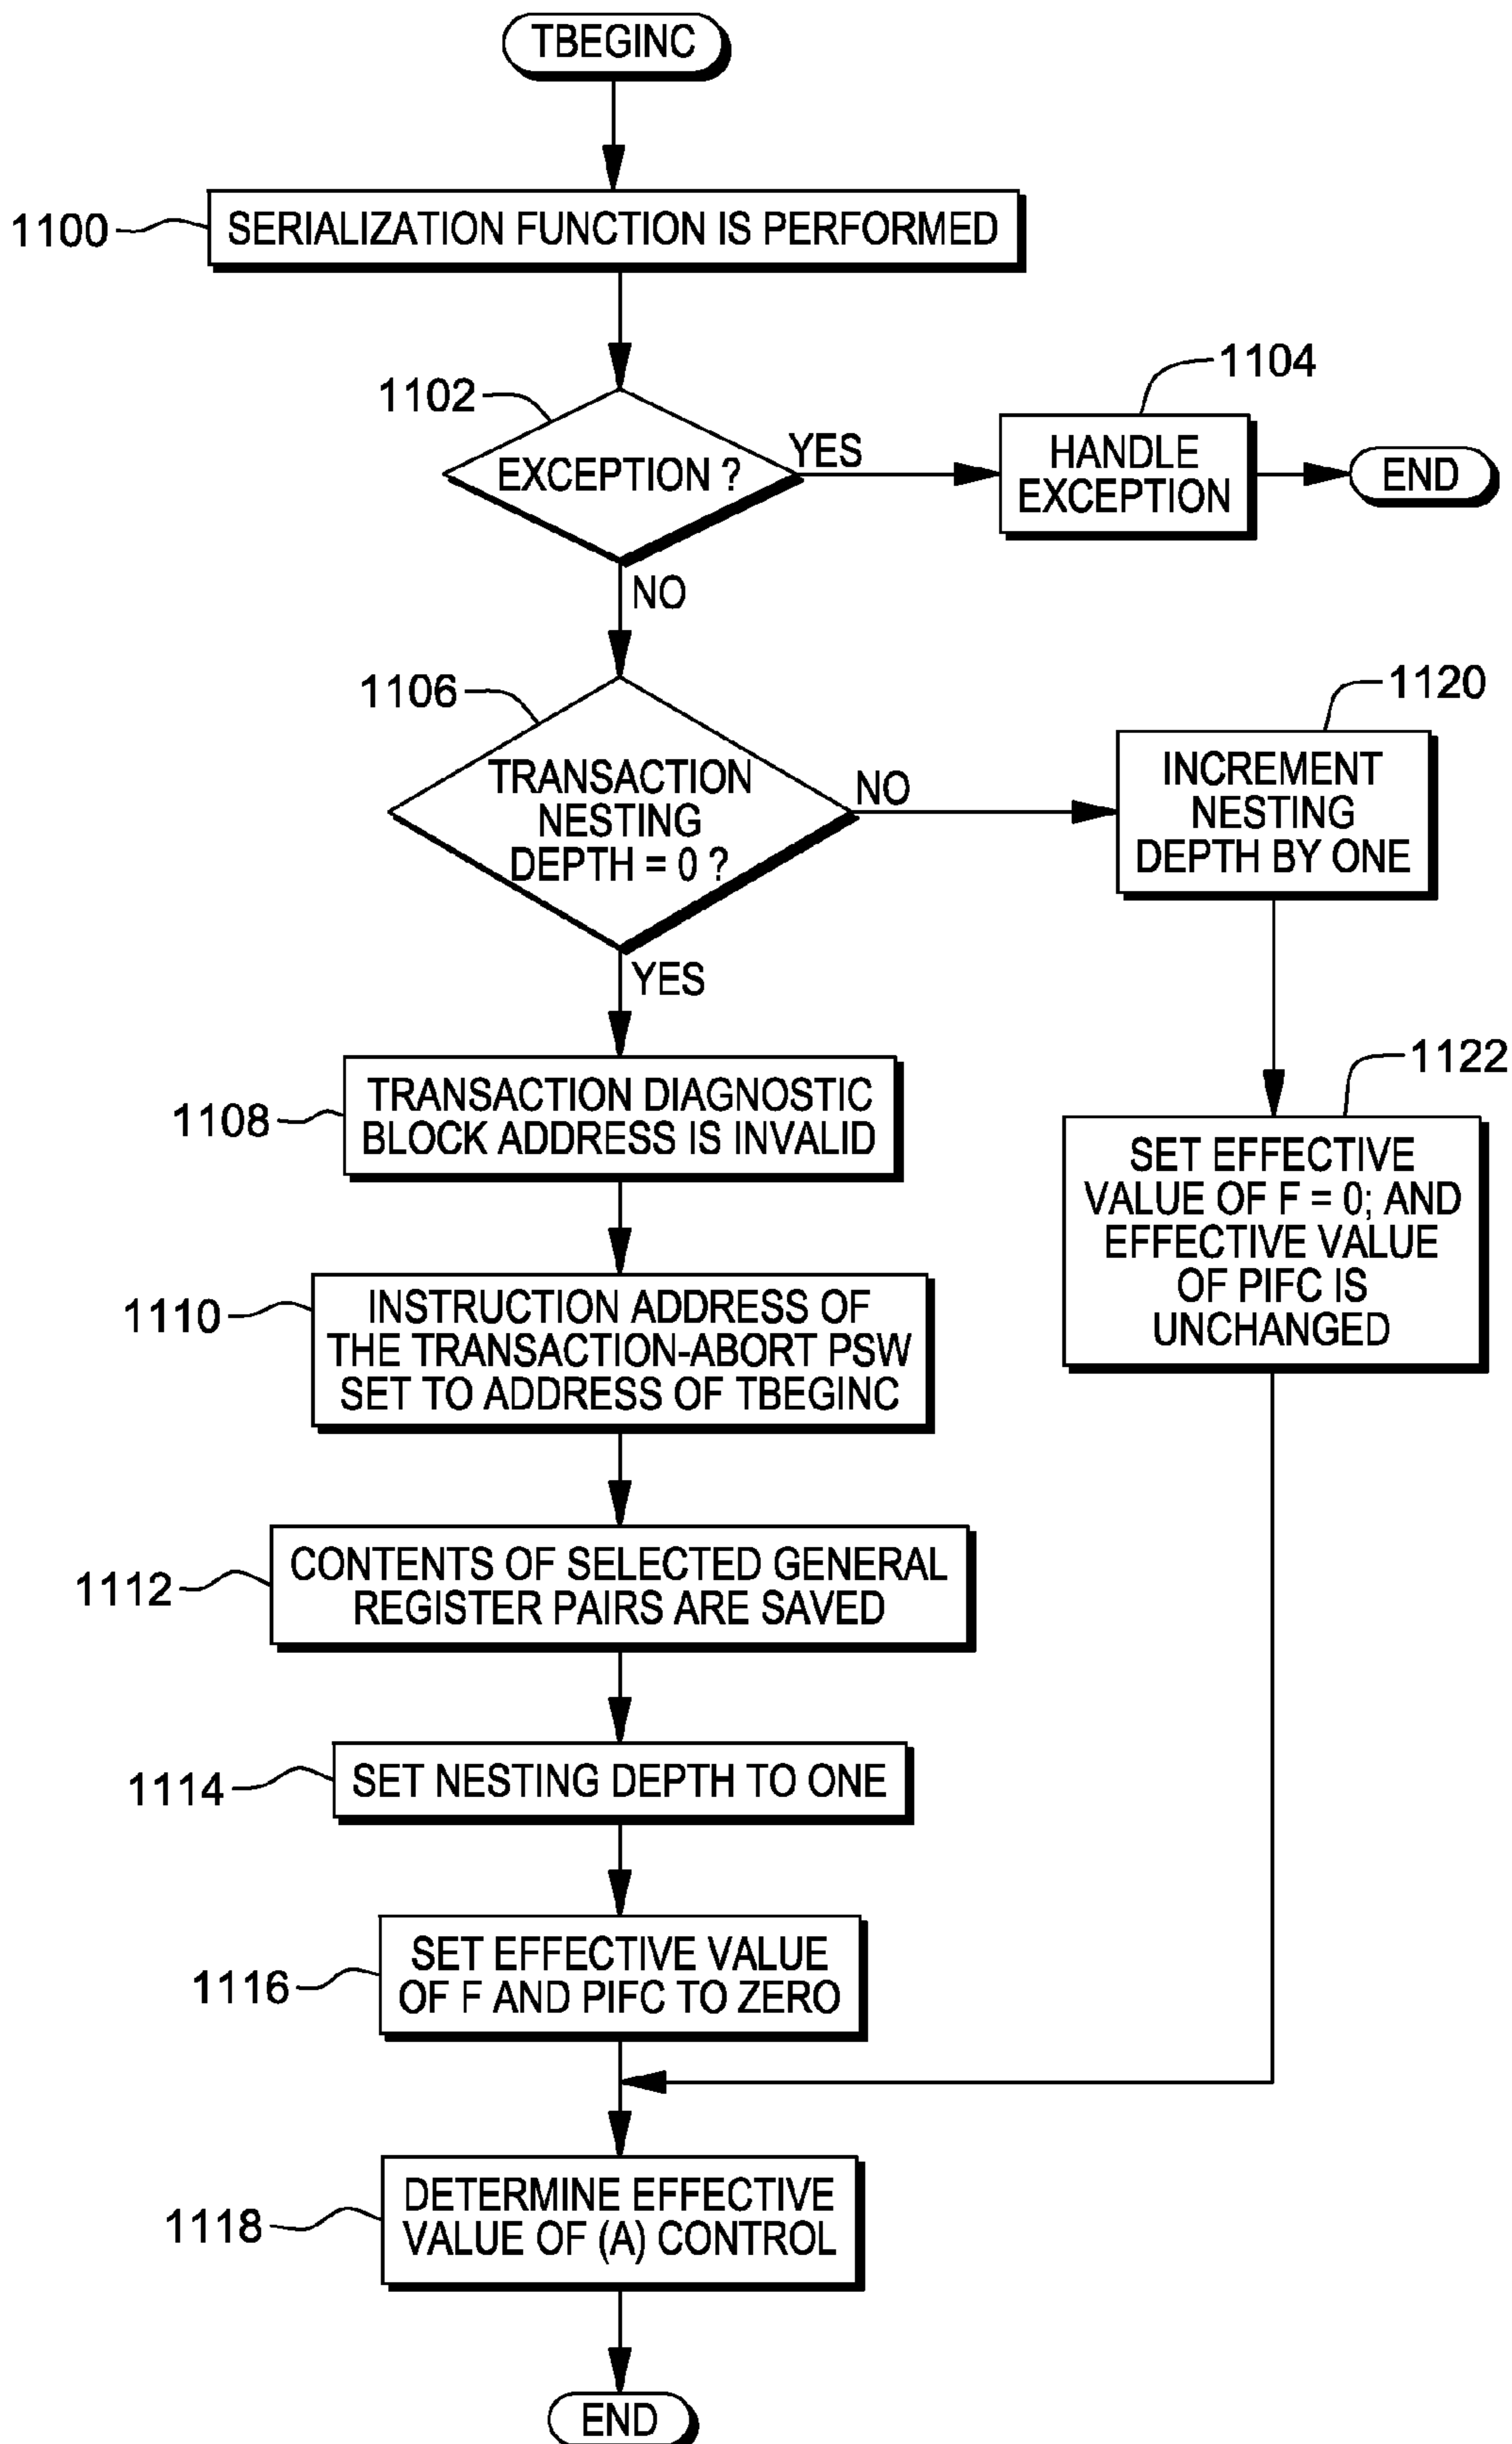 TBEGINC
1100
SERIALIZATION FUNCTION IS PERFORMED
1102
EXCEPTION ?
YES
1104
HANDLE
EXCEPTION
END
NO
1106
TRANSACTION
NESTING
DEPTH = 0 ?
NO
1120
INCREMENT
NESTING
DEPTH BY ONE
YES
1108
TRANSACTION DIAGNOSTIC
BLOCK ADDRESS IS INVALID
1122
SET EFFECTIVE
VALUE OF F = 0; AND
EFFECTIVE VALUE
OF PIFC IS
UNCHANGED
1110
INSTRUCTION ADDRESS OF
THE TRANSACTION-ABORT PSW
SET TO ADDRESS OF TBEGINC
1112
CONTENTS OF SELECTED GENERAL
REGISTER PAIRS ARE SAVED
1114
SET NESTING DEPTH TO ONE
1116
SET EFFECTIVE VALUE
OF F AND PIFC TO ZERO
1118
DETERMINE EFFECTIVE
VALUE OF (A) CONTROL
END